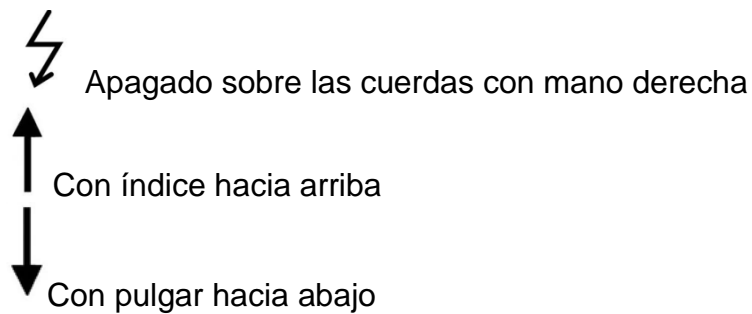 Apagado sobre las cuerdas con mano derecha
Con índice hacia arriba
Con pulgar hacia abajo